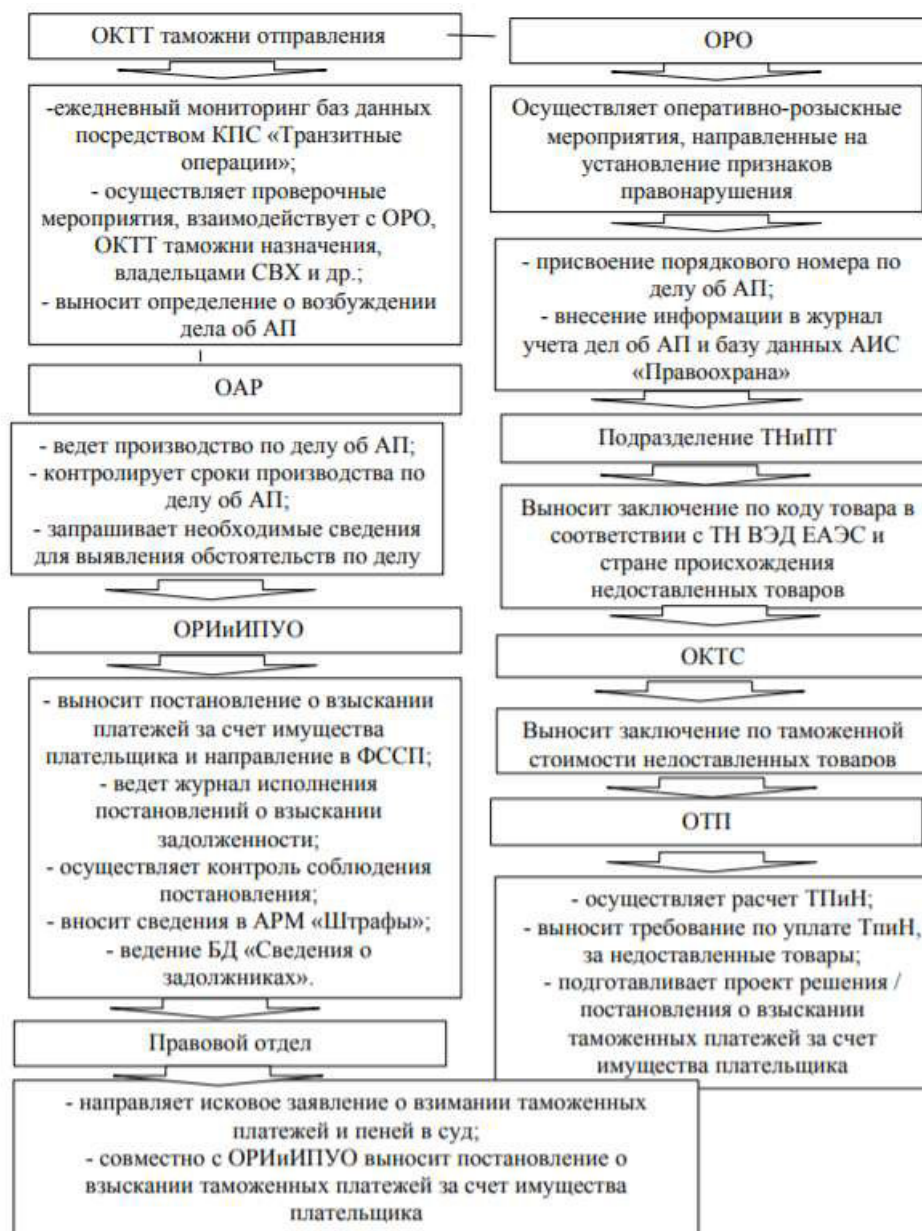 ОКТТ таможни отправления
-ежедневный мониторинг баз данных
посредством КПС «Транзитные
операции»;
- осуществляет проверочные
мероприятия, взаимодействует с ОРО,
ОКТТ таможни назначения,
владельцами СВХ и др.;
- выносит определение о возбуждении
дела об АП
ОАР
- ведет производство по делу об АП;
- контролирует сроки производства по
делу об АП;
- запрашивает необходимые сведения
для выявления обстоятельств по делу
ОРИиИПУО
- выносит постановление о взыскании
платежей за счет имущества
плательщика и направление в ФССП;
- ведет журнал исполнения
постановлений о взыскании
задолженности;
- осуществляет контроль соблюдения
постановления;
- вносит сведения в АРМ «Штрафы»;
- ведение БД «Сведения о
задолжниках».
Правовой отдел
- направляет исковое заявление о взимании таможенных
платежей и пеней в суд;
- совместно с ОРИиИПУО выносит постановление о
взыскании таможенных платежей за счет имущества
плательщика
ОРО
Осуществляет оперативно-розыскные
мероприятия, направленные на
установление признаков
правонарушения
- присвоение порядкового номера по
делу об АП;
- внесение информации в журнал
учета дел об АП и базу данных АИС
«Правоохрана»
Подразделение ТНиПТ
Выносит заключение по коду товара в
соответствии с ТН ВЭД ЕАЭС и
стране происхождения
недоставленных товаров
ОКТС
Выносит заключение по таможенной
стоимости недоставленных товаров
ОТП
- осуществляет расчет ТПиН;
- выносит требование по уплате ТпиН,
за недоставленные товары;
- подготавливает проект решения /
постановления о взыскании
таможенных платежей за счет
имущества плательщика